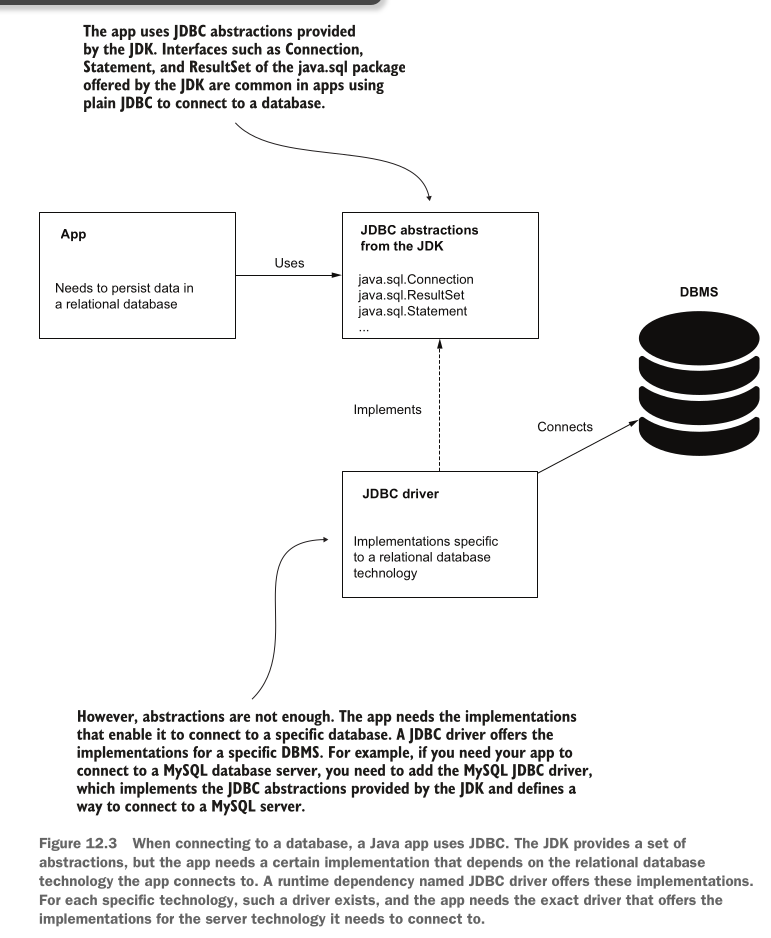 The app uses JDBC abstractions provided
by the JDK. Interfaces such as Connection,
Statement, and ResultSet of the java.sql package
offered by the JDK are common in apps using
plain JDBC to connect to a database.
App
Needs to persist data in
a relational database
Uses
JDBC abstractions
from the JDK
java.sql.Connection
java.sql.ResultSet
java.sql.Statement
...
DBMS
Implements
Connects
JDBC driver
Implementations specific
to a relational database
technology
However, abstractions are not enough. The app needs the implementations
that enable it to connect to a specific database. A JDBC driver offers the
implementations for a specific DBMS. For example, if you need your app to
connect to a MySQL database server, you need to add the MySQL JDBC driver,
which implements the JDBC abstractions provided by the JDK and defines a
way to connect to a MySQL server.
Figure 12.3 When connecting to a database, a Java app uses JDBC. The JDK provides a set of
abstractions, but the app needs a certain implementation that depends on the relational database
technology the app connects to. A runtime dependency named JDBC driver offers these implementations.
For each specific technology, such a driver exists, and the app needs the exact driver that offers the
implementations for the server technology it needs to connect to.